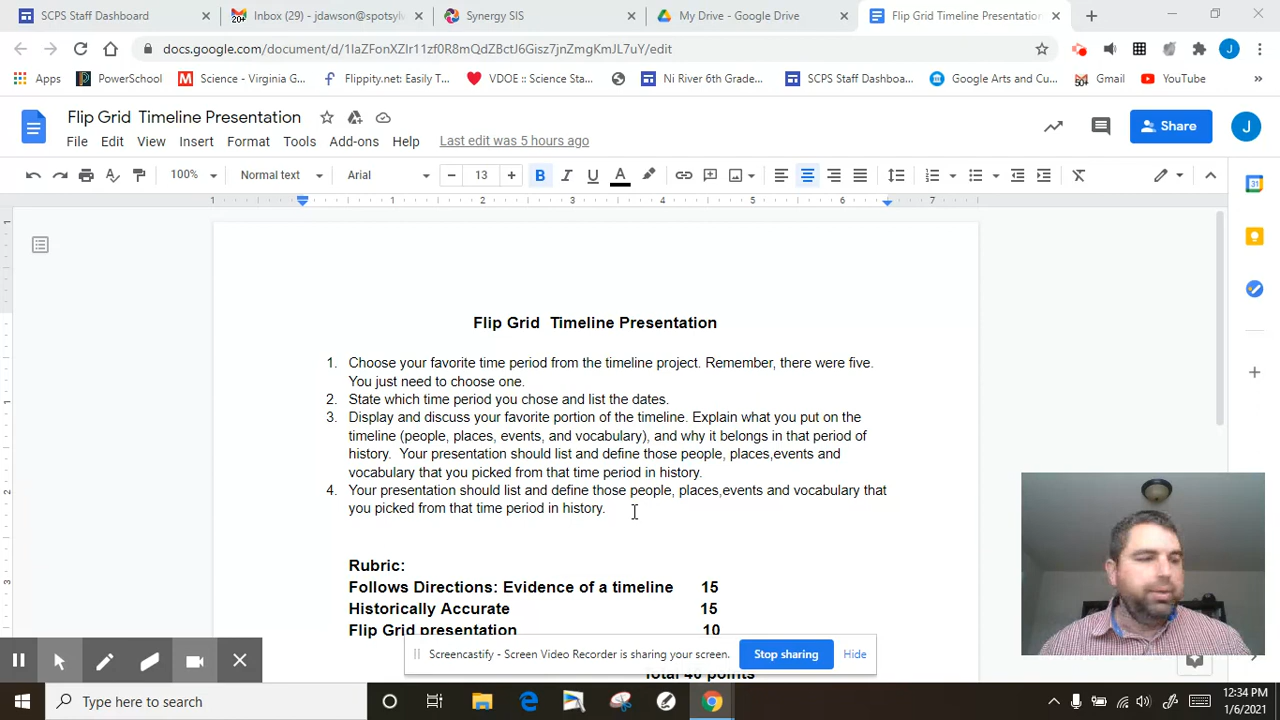 SCPS Staff Dashboard
Inbox (29) - jdawson@spotsylv
Synergy SIS
My Drive - Google Drive
Flip Grid Timeline Presentation
docs.google.com/document/d/1laZFonXZlr11zf0R8mQdZBctJ6Gisz7jnZmgKmJL7uY/edit
J
Apps
PowerSchool
Science - Virginia G...
Flippity.net: Easily T...
VDOE :: Science Sta...
Ni River 6th Grade...
SCPS Staff Dashboa...
Google Arts and Cu...
Gmail
YouTube
Flip Grid Timeline Presentation
File Edit View Insert Format Tools Add-ons Help
Last edit was 5 hours ago
Share
J
100%
Normal text
Arial
13
B I U A
1 1 2 3 4 5 6 7
Flip Grid Timeline Presentation
1. Choose your favorite time period from the timeline project. Remember, there were five.
You just need to choose one.
2. State which time period you chose and list the dates.
3. Display and discuss your favorite portion of the timeline. Explain what you put on the
timeline (people, places, events, and vocabulary), and why it belongs in that period of
history. Your presentation should list and define those people, places,events and
vocabulary that you picked from that time period in history.
4. Your presentation should list and define those people, places,events and vocabulary that
you picked from that time period in history.
Rubric:
Follows Directions: Evidence of a timeline 15
Historically Accurate 15
Flip Grid presentation 10
Total 40 points
Screencastify - Screen Video Recorder is sharing your screen.
Stop sharing
Hide
Type here to search
12:34 PM
1/6/2021